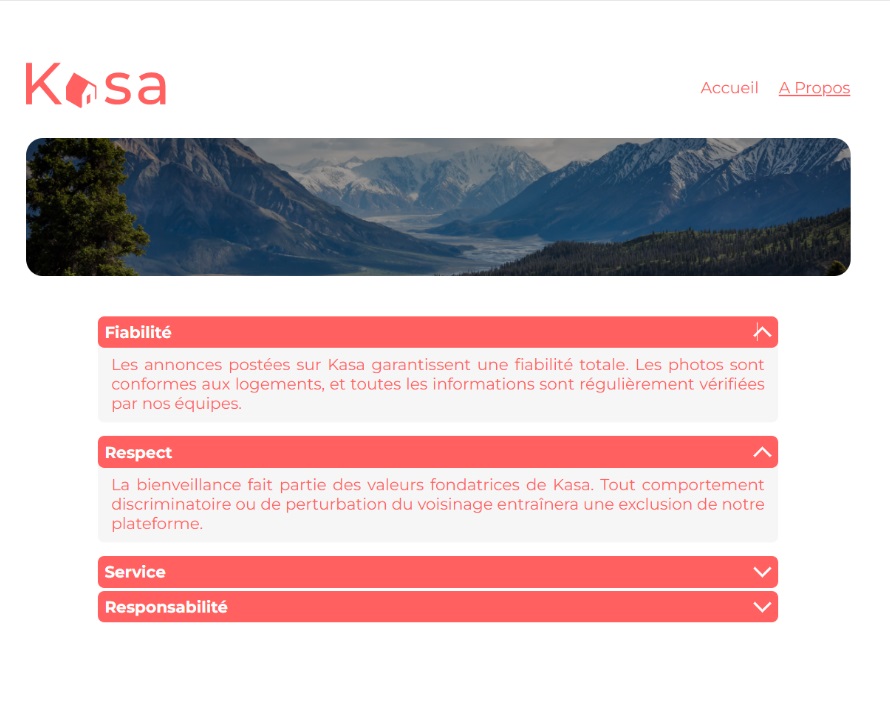 Kasa
Accueil A Propos
Fiabilité
Les annonces postées sur Kasa garantissent une fiabilité totale. Les photos sont
conformes aux logements, et toutes les informations sont régulièrement vérifiées
par nos équipes.
Respect
La bienveillance fait partie des valeurs fondatrices de Kasa. Tout comportement
discriminatoire ou de perturbation du voisinage entraînera une exclusion de notre
plateforme.
Service
Responsabilité